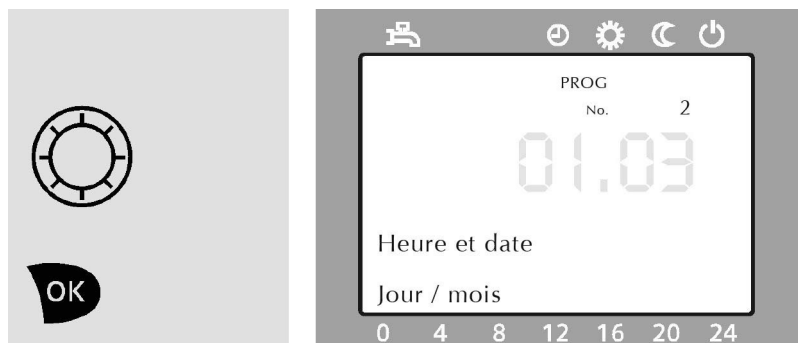 OK
PROG
No. 2
01.03
Heure et date
Jour / mois
0 4 8 12 16 20 24